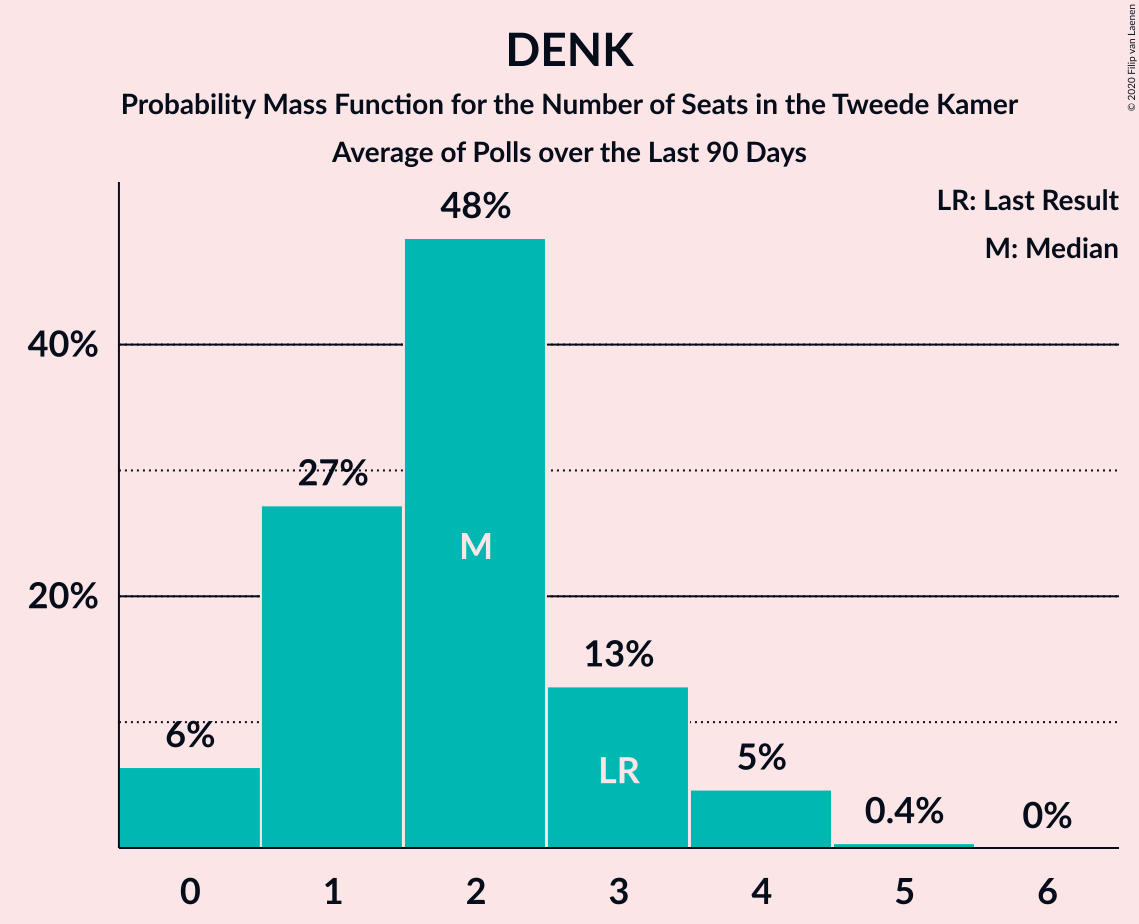 DENK
Probability Mass Function for the Number of Seats in the Tweede Kamer
Average of Polls over the Last 90 Days
© 2020 Filip van Laenen
LR: Last Result
M: Median
48%
40%
27%
M
20%
13%
6%
LR
5%
0.4%
0%
0 1 2 3 4 5 6